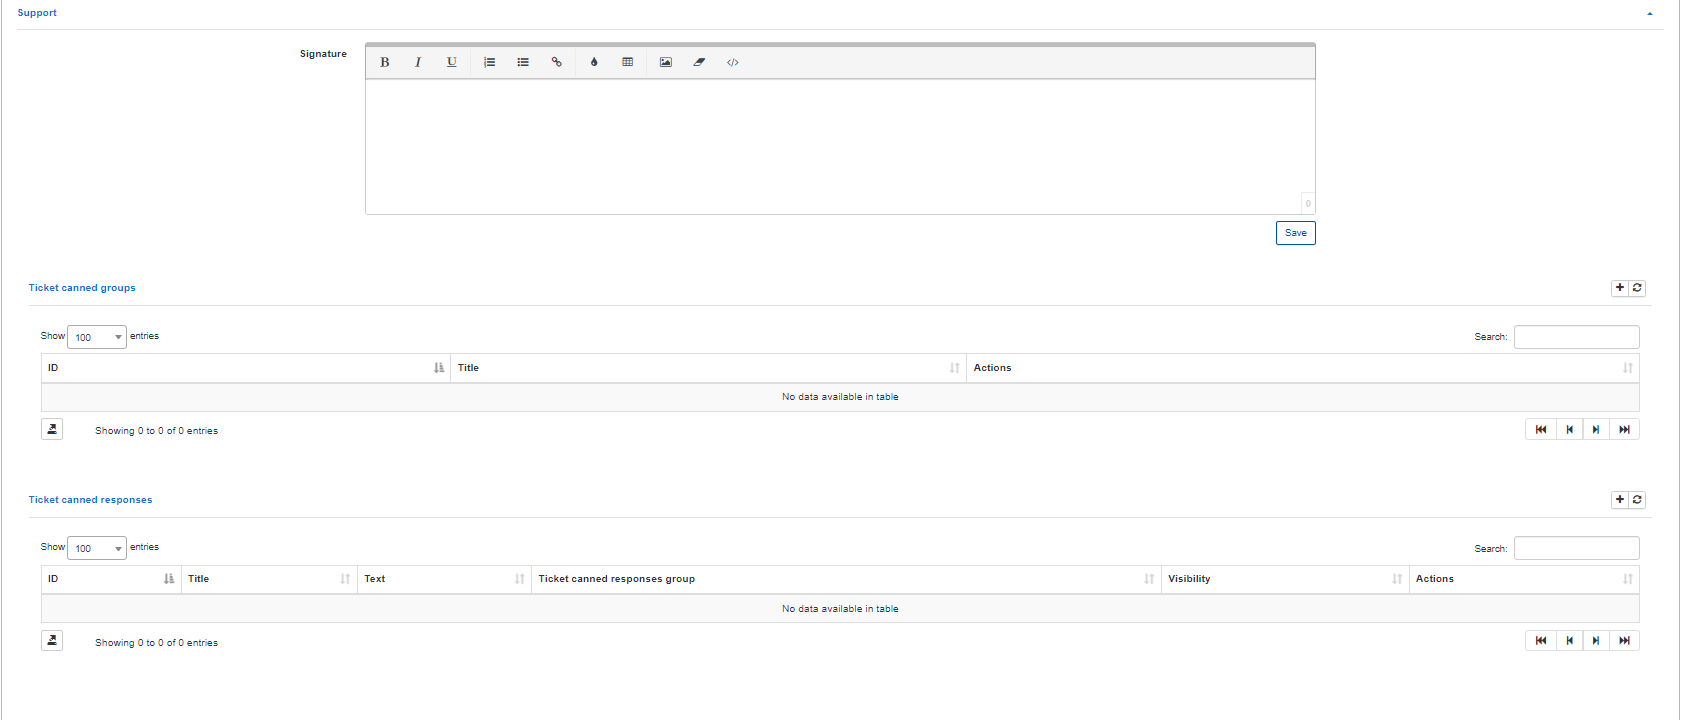 Support
Signature
B I U </>
0
Save
Ticket canned groups
Show 100 entries Search:
ID Title Actions
No data available in table
Showing 0 to 0 of 0 entries
Ticket canned responses
Show 100 entries Search:
ID Title Text Ticket canned responses group Visibility Actions
No data available in table
Showing 0 to 0 of 0 entries